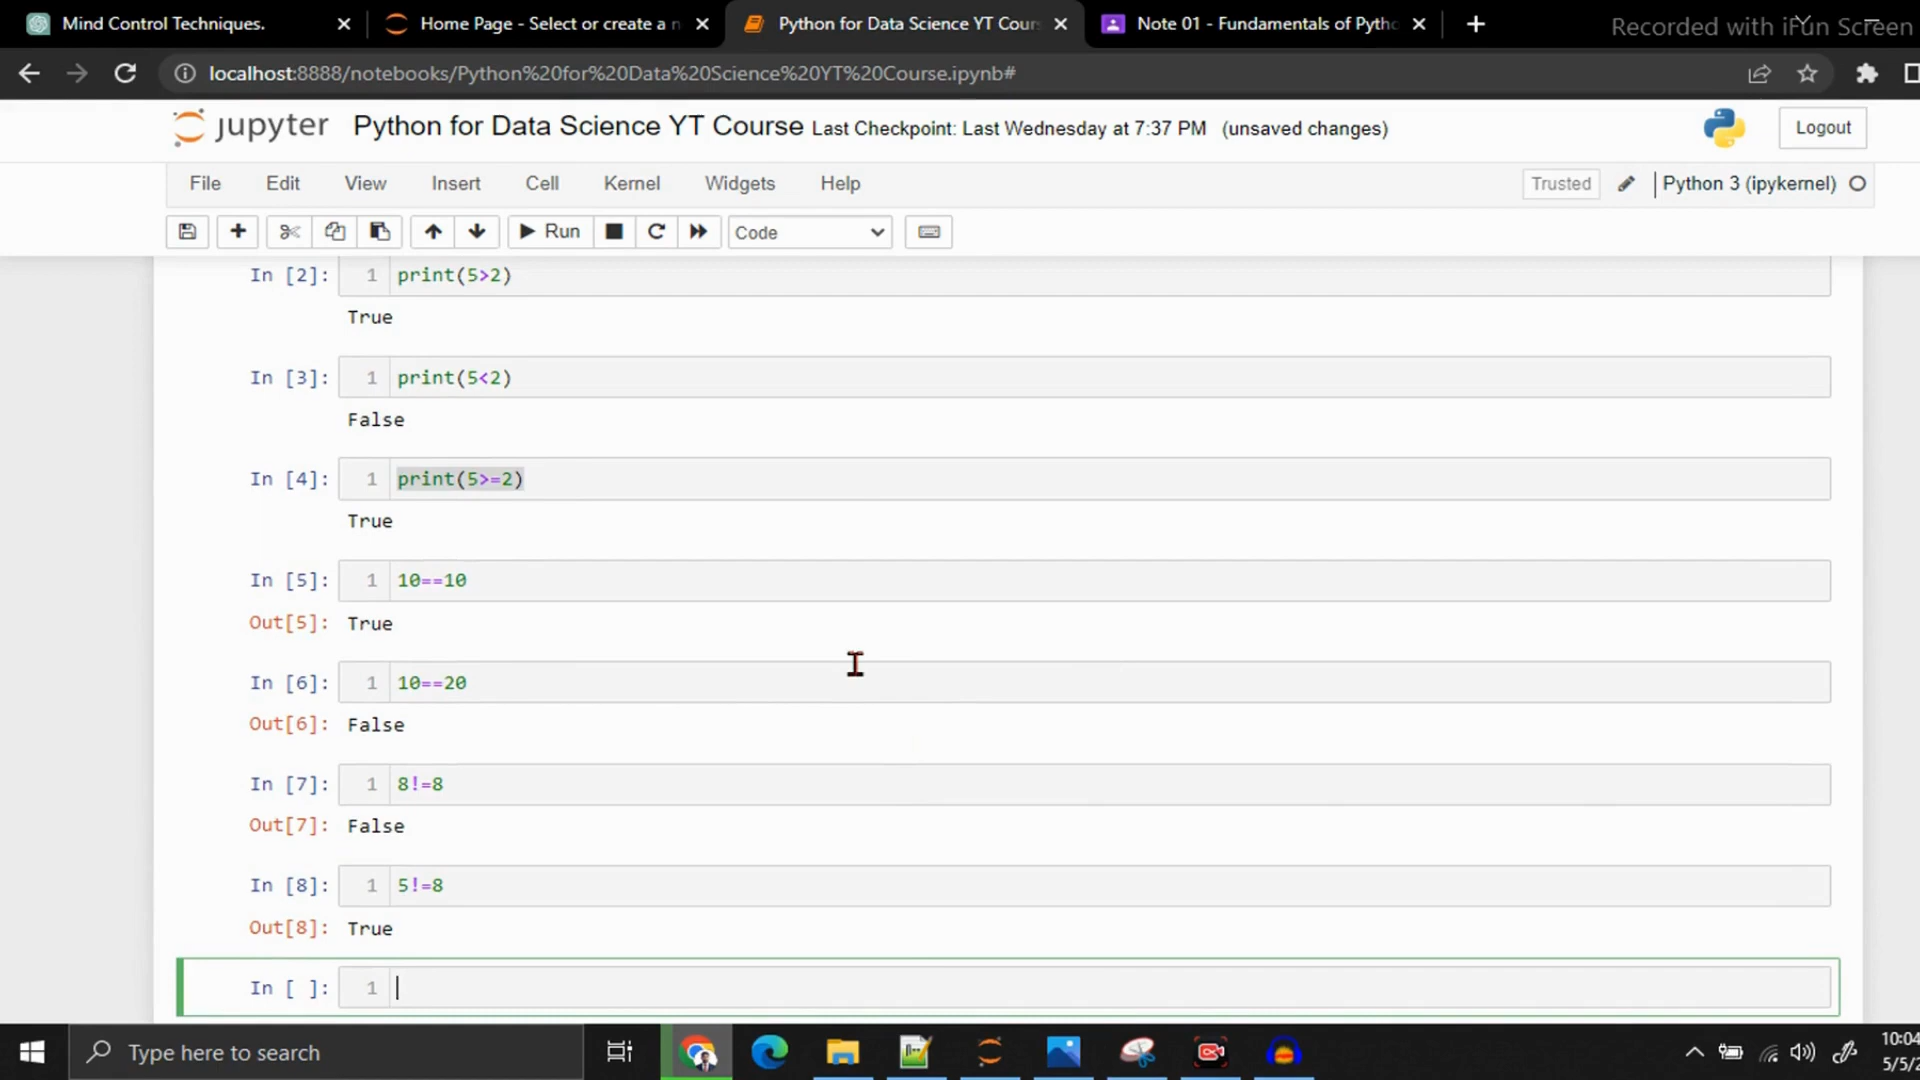 Mind Control Techniques.
Home Page - Select or create a n
Python for Data Science YT Cour
Note 01 - Fundamentals of Pytho
Recorded with iFun Screen
localhost:8888/notebooks/Python%20for%20Data%20Science%20YT%20Course.ipynb#
jupyter Python for Data Science YT Course Last Checkpoint: Last Wednesday at 7:37 PM (unsaved changes)
Logout
File Edit View Insert Cell Kernel Widgets Help
Trusted Python 3 (ipykernel)
Run Code
In [2]: 1 print(5>2)
True
In [3]: 1 print(5<2)
False
In [4]: 1 print(5>=2)
True
In [5]: 1 10==10
Out[5]: True
In [6]: 1 10==20
Out[6]: False
In [7]: 1 8!=8
Out[7]: False
In [8]: 1 5!=8
Out[8]: True
In [ ]: 1
Type here to search
10:04
5/5/2